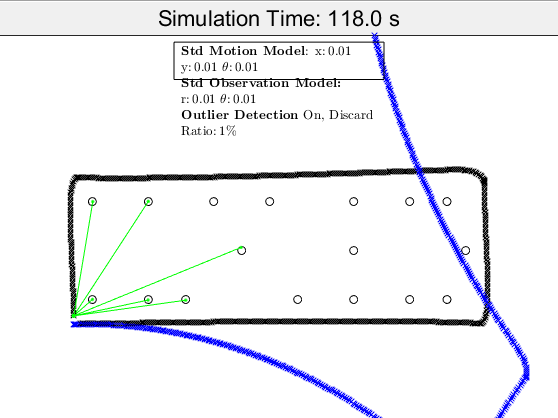 Simulation Time: 118.0 s
Std Motion Model: x: 0.01
y: 0.01 θ: 0.01
Std Observation Model:
r: 0.01 θ: 0.01
Outlier Detection On, Discard
Ratio: 1%